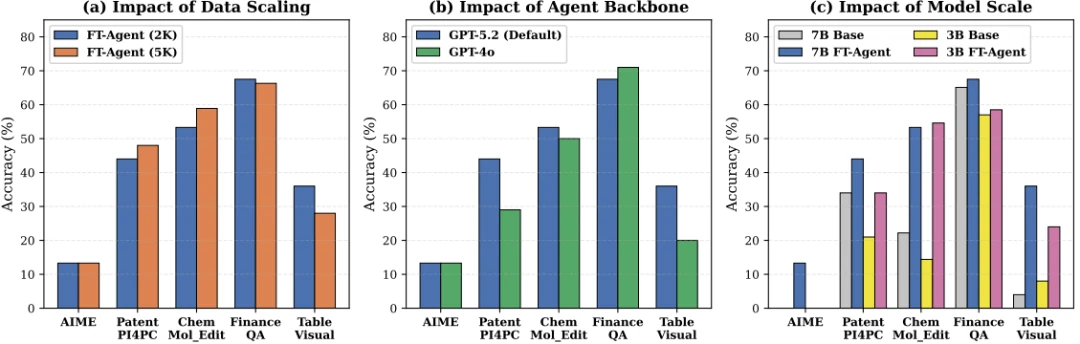 (a) Impact of Data Scaling
FT-Agent (2K)
FT-Agent (5K)
Accuracy (%)
80
70
60
50
40
30
20
10
0
AIME
Patent
PI4PC
Chem
Mol_Edit
Finance
QA
Table
Visual
(b) Impact of Agent Backbone
GPT-5.2 (Default)
GPT-4o
Accuracy (%)
80
70
60
50
40
30
20
10
0
AIME
Patent
PI4PC
Chem
Mol_Edit
Finance
QA
Table
Visual
(c) Impact of Model Scale
7B Base
7B FT-Agent
3B Base
3B FT-Agent
Accuracy (%)
80
70
60
50
40
30
20
10
0
AIME
Patent
PI4PC
Chem
Mol_Edit
Finance
QA
Table
Visual